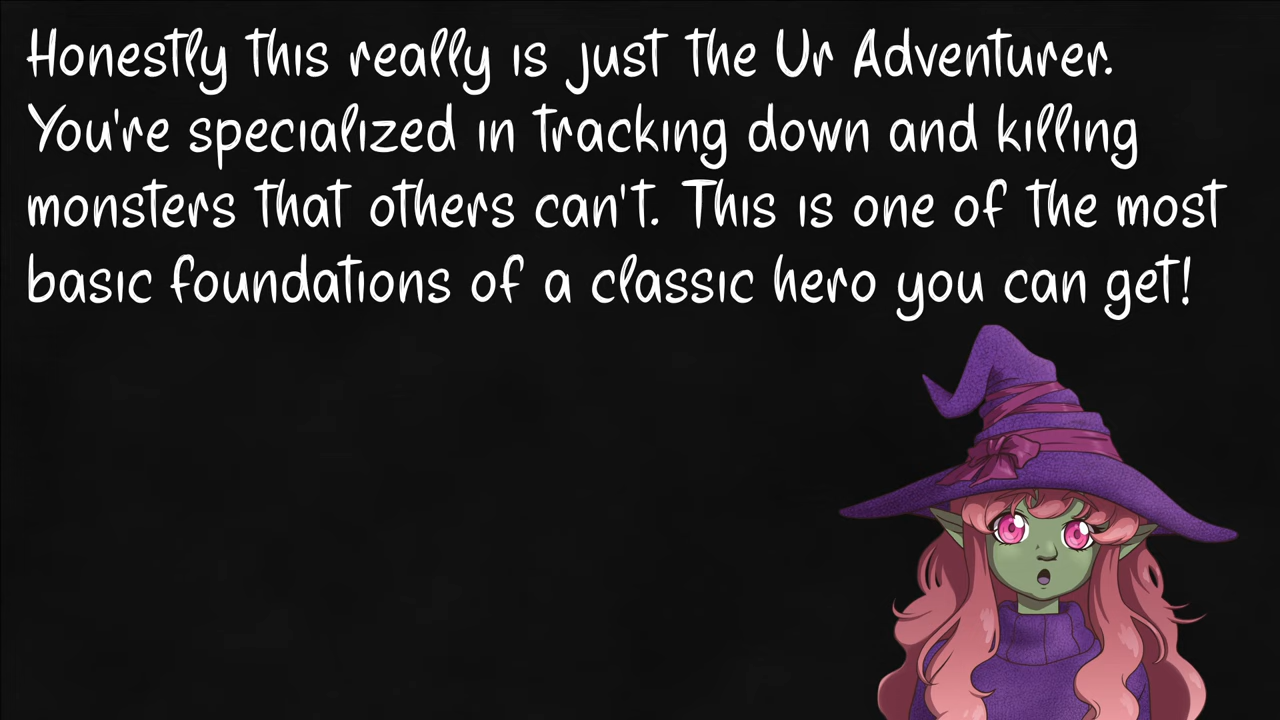 Honestly this really is just the Ur Adventurer.
You're specialized in tracking down and killing
monsters that others can't. This is one of the most
basic foundations of a classic hero you can get!